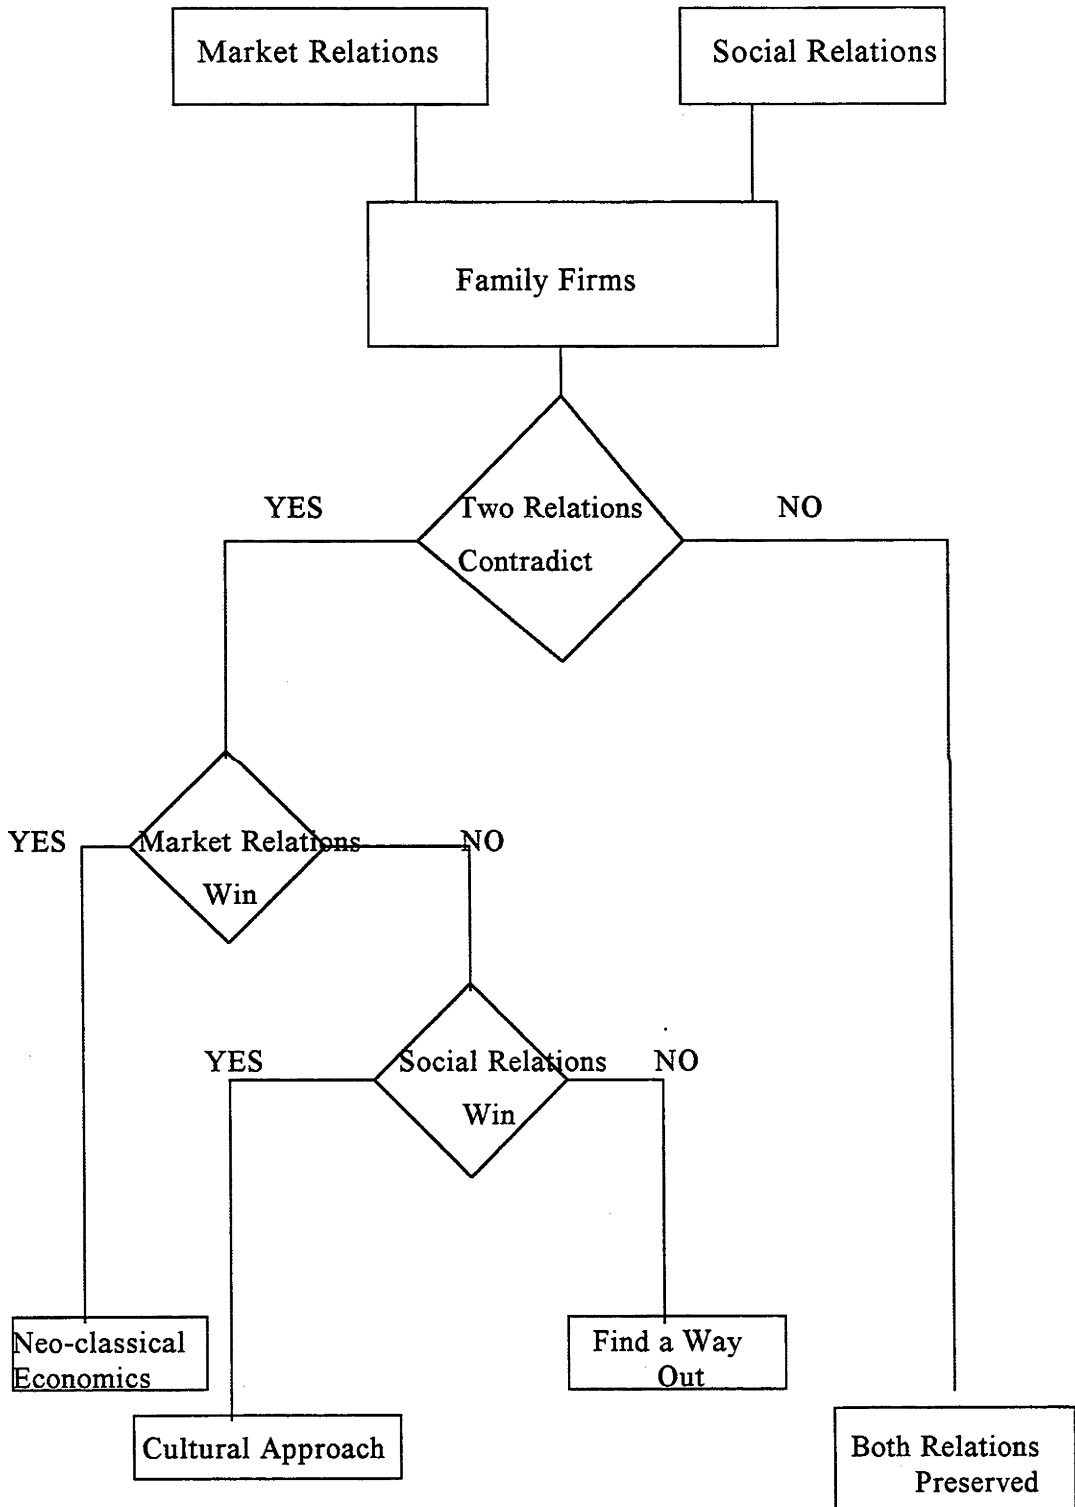 Market Relations
Social Relations
Family Firms
YES
Two Relations
Contradict
NO
YES
Market Relations
Win
NO
YES
Social Relations
Win
NO
Neo-classical
Economics
Find a Way
Out
Cultural Approach
Both Relations
Preserved